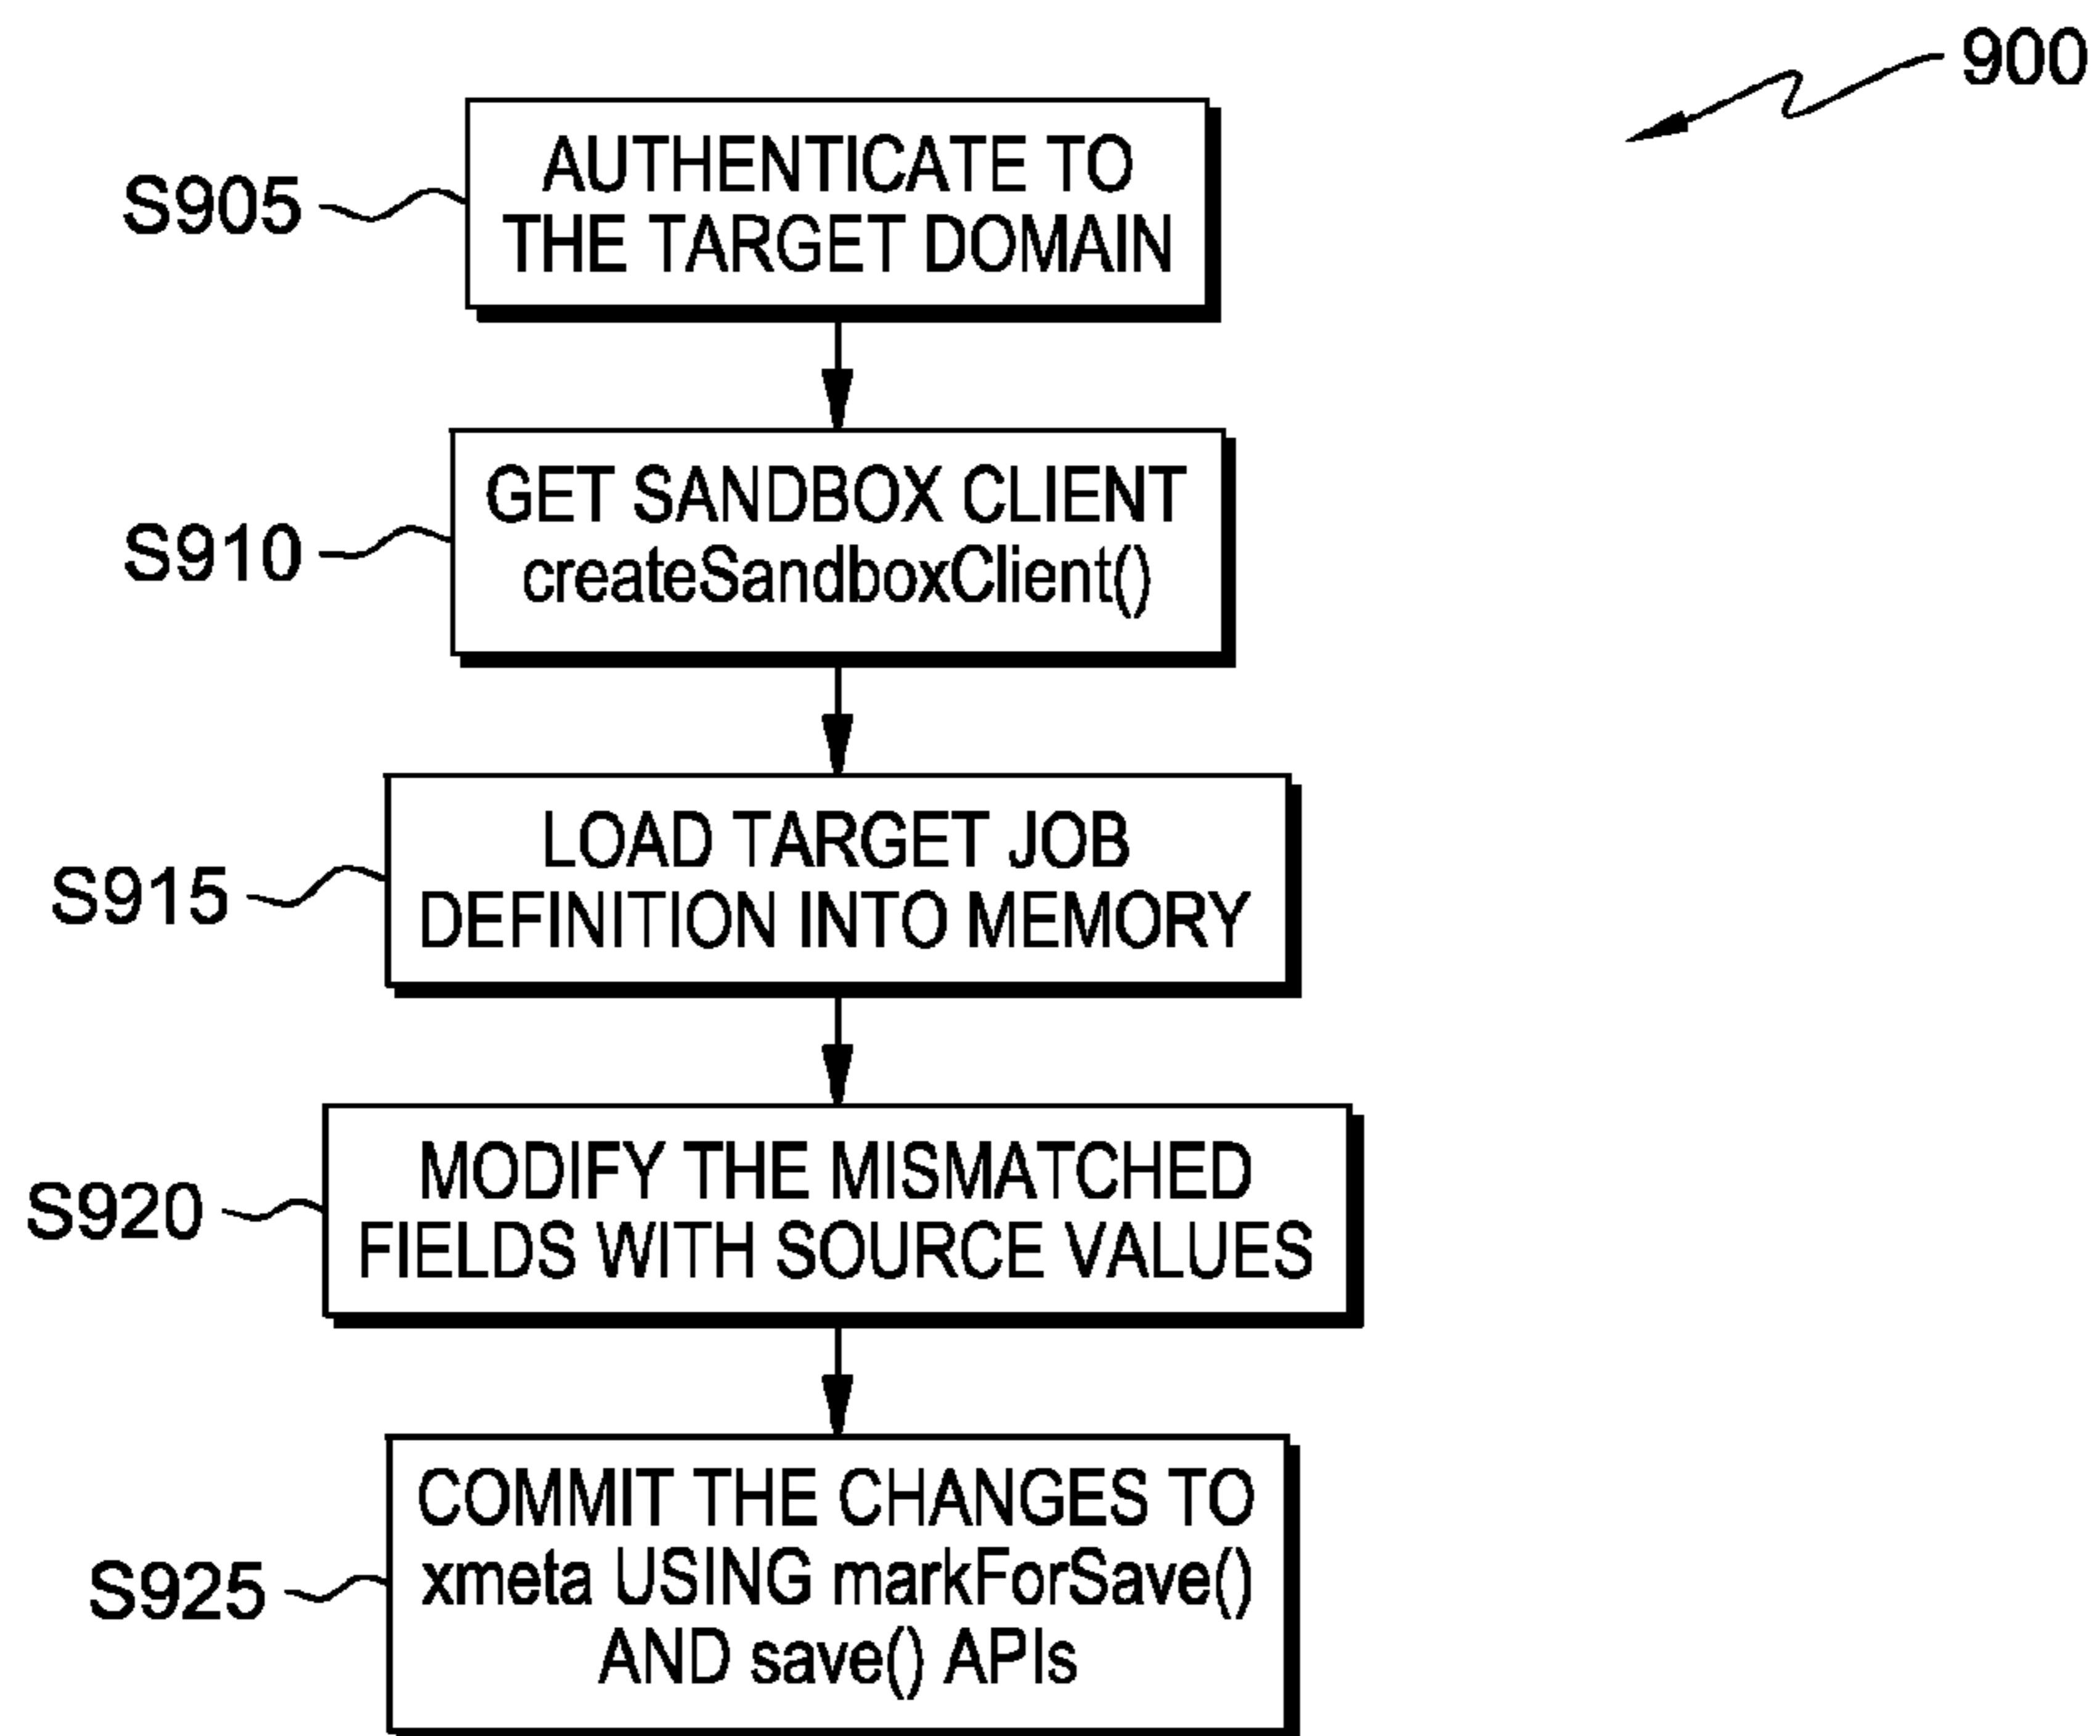 900
S905
AUTHENTICATE TO
THE TARGET DOMAIN
S910
GET SANDBOX CLIENT
createSandboxClient()
S915
LOAD TARGET JOB
DEFINITION INTO MEMORY
S920
MODIFY THE MISMATCHED
FIELDS WITH SOURCE VALUES
S925
COMMIT THE CHANGES TO
xmeta USING markForSave()
AND save() APIs